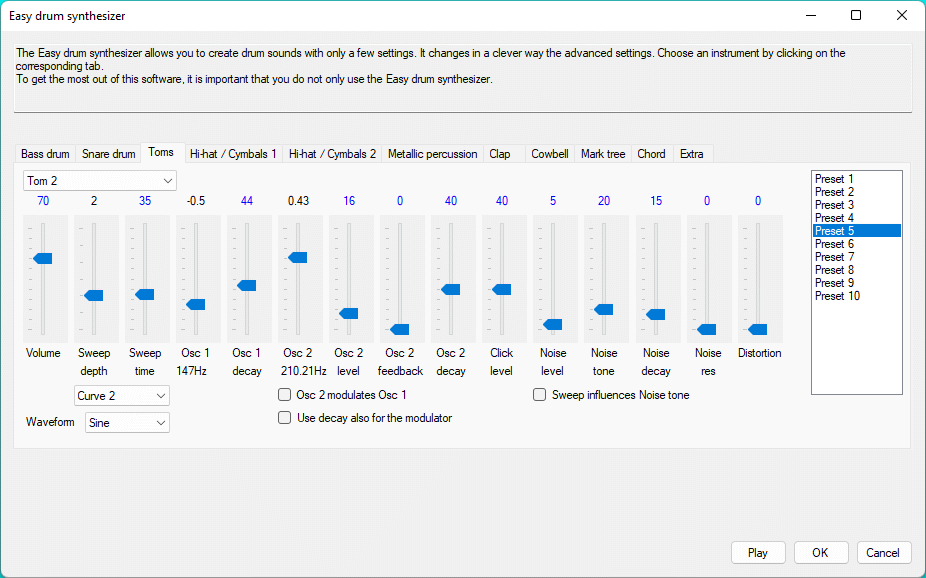 Easy drum synthesizer
The Easy drum synthesizer allows you to create drum sounds with only a few settings. It changes in a clever way the advanced settings. Choose an instrument by clicking on the
corresponding tab.
To get the most out of this software, it is important that you do not only use the Easy drum synthesizer.
Bass drum Snare drum Toms Hi-hat / Cymbals 1 Hi-hat / Cymbals 2 Metallic percussion Clap Cowbell Mark tree Chord Extra
Tom 2
70 2 35 -0.5 44 0.43 16 0 40 40 5 20 15 0 0
Volume Sweep Sweep Osc 1 Osc 1 Osc 2 Osc 2 Osc 2 Osc 2 Click Noise Noise Noise Noise Distortion
depth time 147Hz decay 210.21Hz level feedback decay level level tone decay res
Curve 2 Osc 2 modulates Osc 1 Sweep influences Noise tone
Waveform Sine Use decay also for the modulator
Preset 1
Preset 2
Preset 3
Preset 4
Preset 5
Preset 6
Preset 7
Preset 8
Preset 9
Preset 10
Play OK Cancel